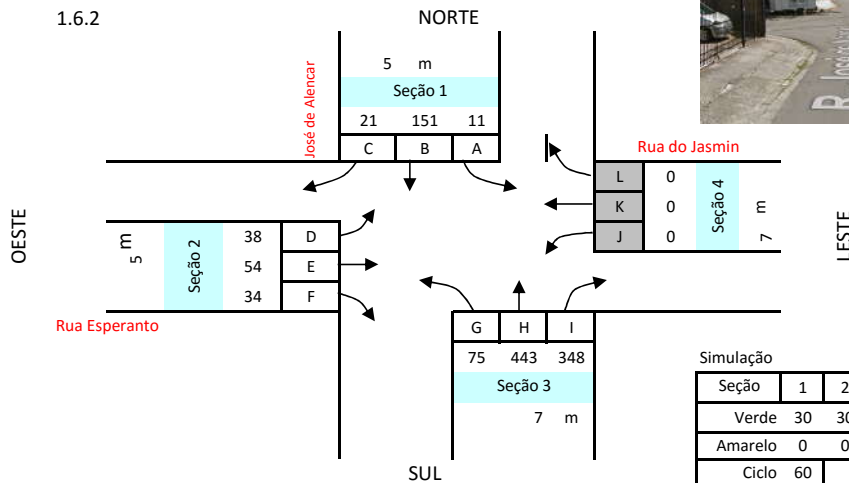 1.6.2
NORTE
5 m
Seção 1
José de Alencar
21 151 11
C B A
Rua do Jasmin
L 0
K 0
J 0
Seção 4
7 m
LESTE
OESTE
5 m
Seção 2
38 D
54 E
34 F
Rua Esperanto
G H I
75 443 348
Seção 3
7 m
SUL
Simulação
Seção 1 2
Verde 30 30
Amarelo 0 0
Ciclo 60